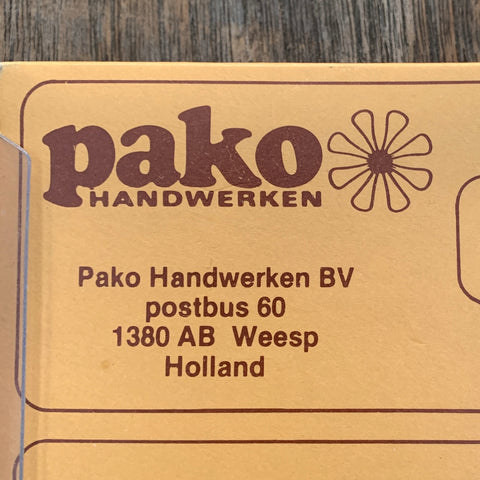 pako
HANDWERKEN
Pako Handwerken BV
postbus 60
1380 AB Weesp
Holland